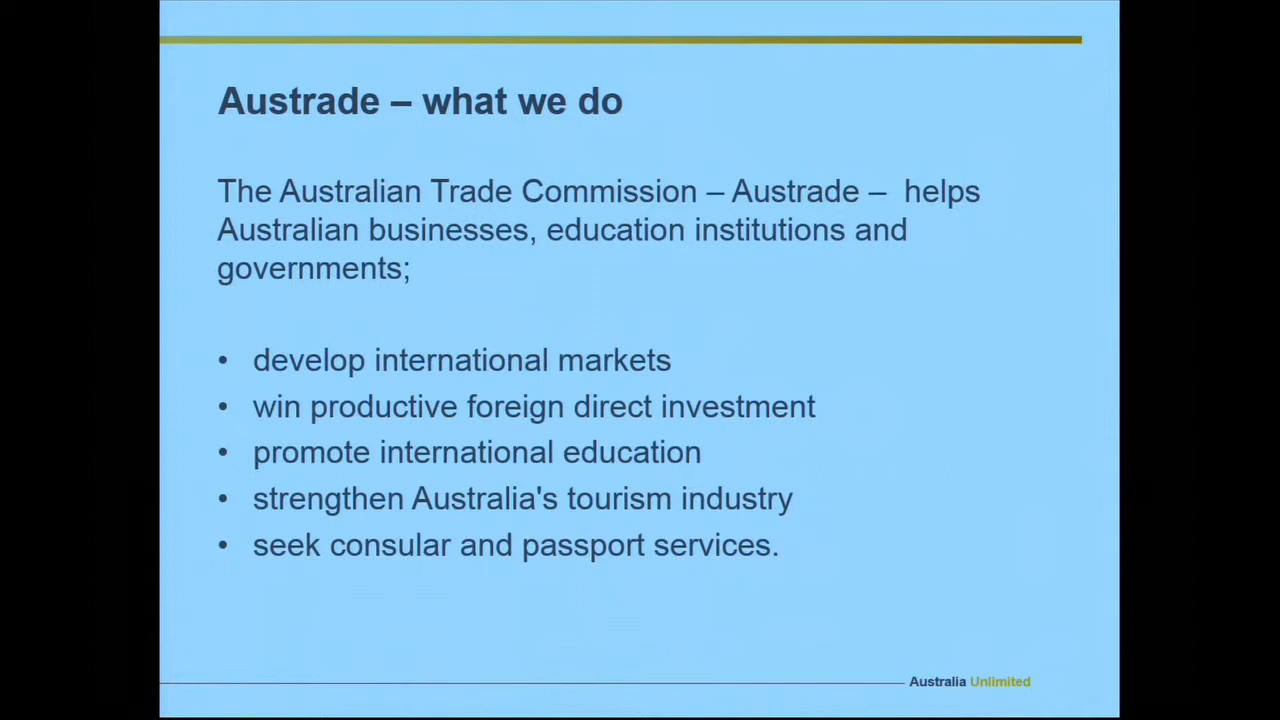 Austrade – what we do
The Australian Trade Commission – Austrade – helps
Australian businesses, education institutions and
governments;
• develop international markets
• win productive foreign direct investment
• promote international education
• strengthen Australia's tourism industry
• seek consular and passport services.
Australia Unlimited